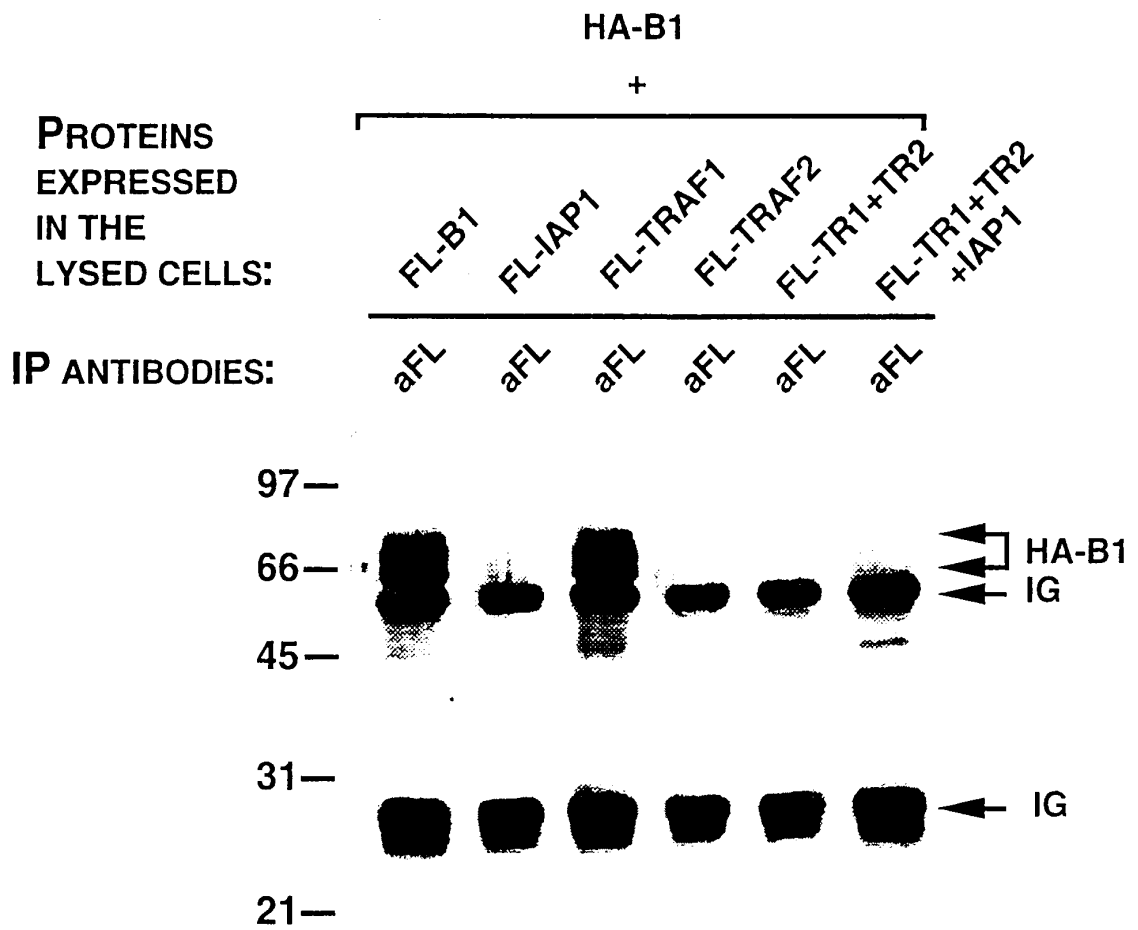 HA-B1
+
PROTEINS
EXPRESSED
IN THE
LYSED CELLS:
FL-B1
FL-IAP1
FL-TRAF1
FL-TRAF2
FL-TR1+TR2
FL-TR1+TR2
+IAP1
IP ANTIBODIES:
aFL
aFL
aFL
aFL
aFL
aFL
97
66
45
31
21
HA-B1
IG
IG